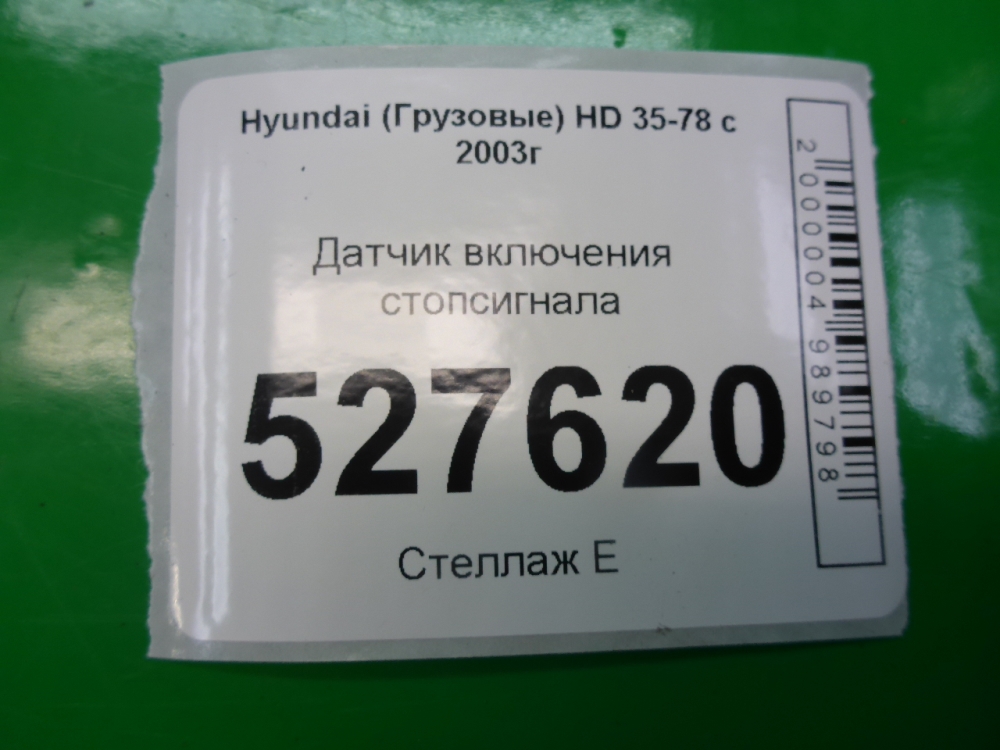 Hyundai (Грузовые) HD 35-78 с
2003г
Датчик включения
стопсигнала
527620
Стеллаж Е
2000004989798